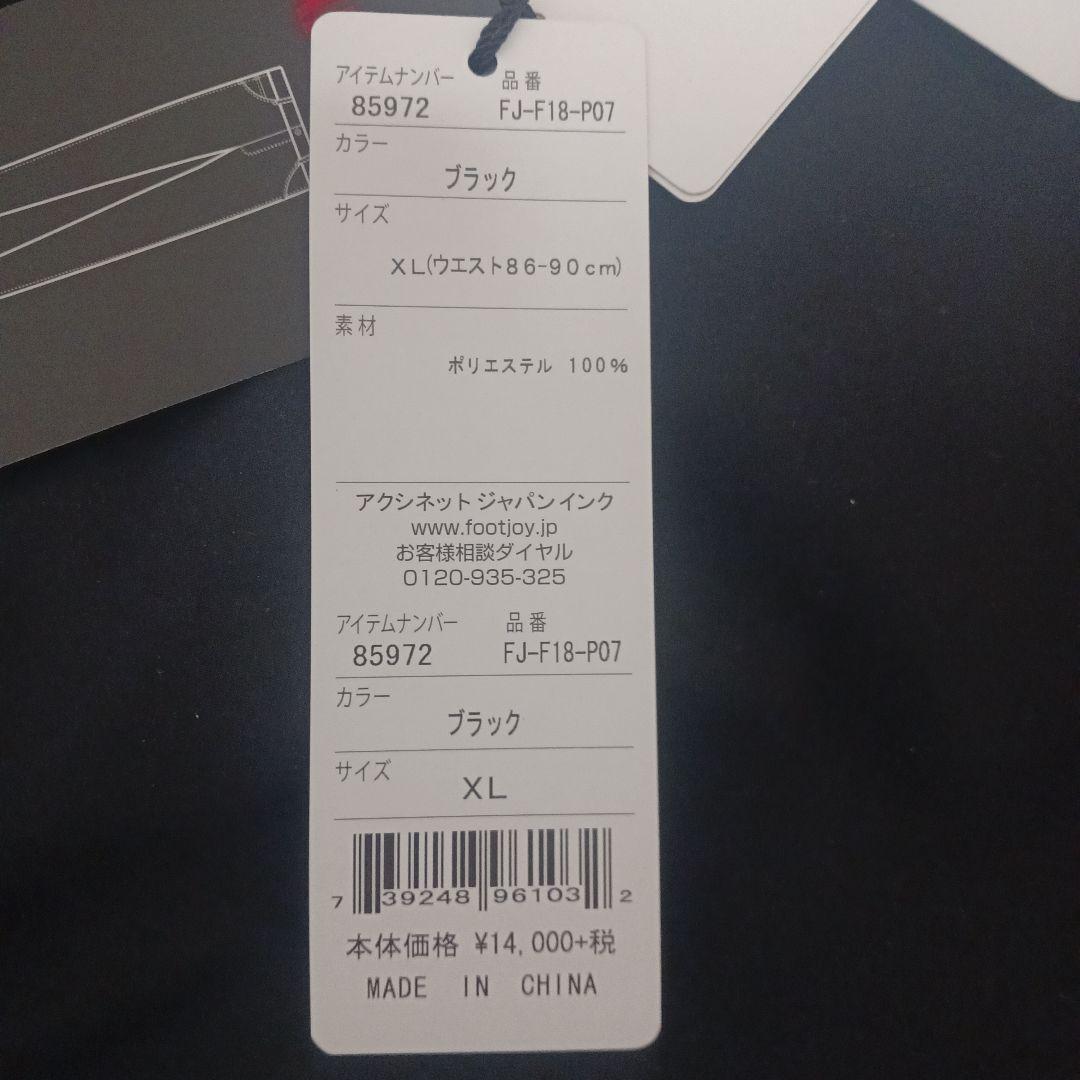 アイテムナンバー 品番
85972 FJ-F18-P07
カラー
ブラック
サイズ
XL(ウエスト86-90cm)
素材
ポリエステル 100%
アクシネット ジャパン インク
www.footjoy.jp
お客様相談ダイヤル
0120-935-325
アイテムナンバー 品番
85972 FJ-F18-P07
カラー
ブラック
サイズ
XL
7 39248 96103 2
本体価格 ¥14,000+税
MADE IN CHINA